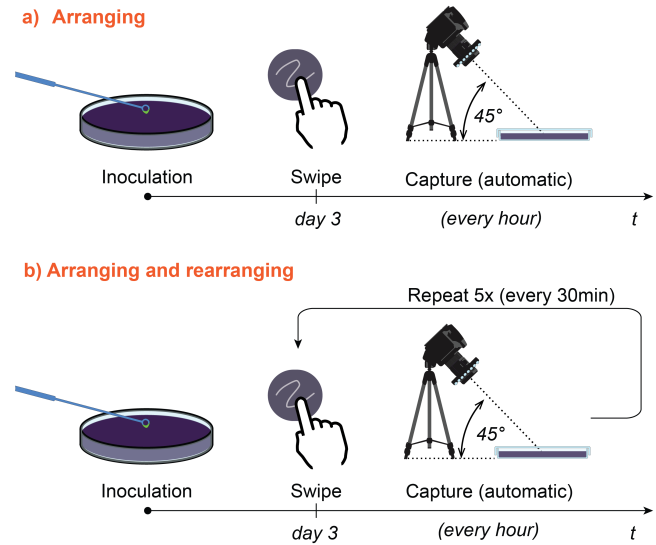 a) Arranging
45°
Inoculation
Swipe
Capture (automatic)
day 3
(every hour)
t
b) Arranging and rearranging
Repeat 5x (every 30min)
45°
Inoculation
Swipe
Capture (automatic)
day 3
(every hour)
t